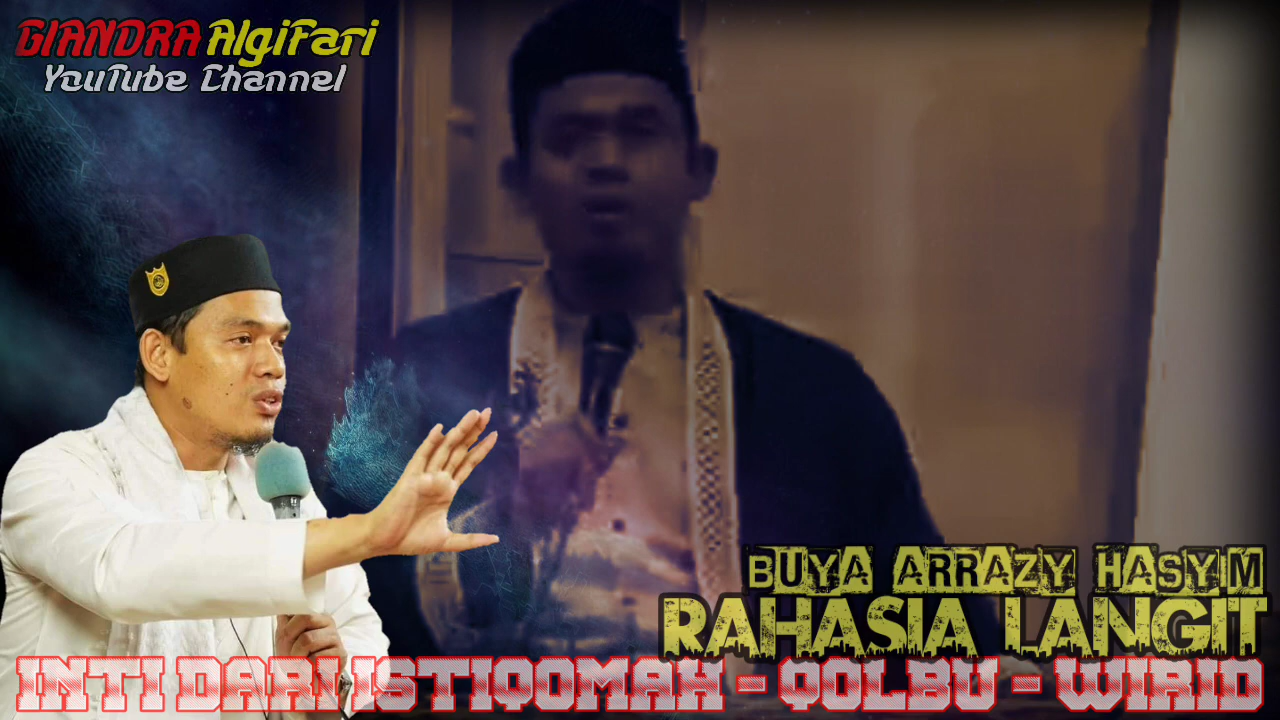 GIANDRA AlgiFari
YouTube Channel
BUYA ARRAZY HASYIM
RAHASIA LANGIT
INTI DARI ISTIQOMAH - QOLBU - WIRID